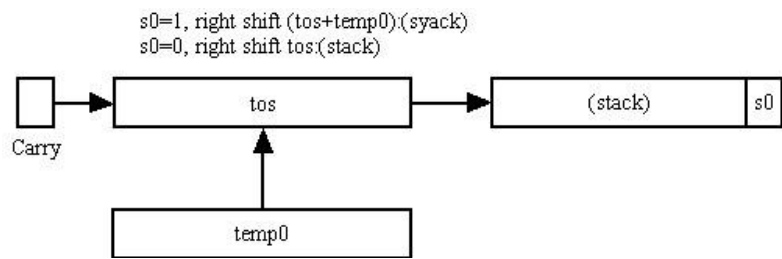 s0=1, right shift (tos+temp0):(syack)
s0=0, right shift tos:(stack)
tos
(stack)
s0
Carry
temp0